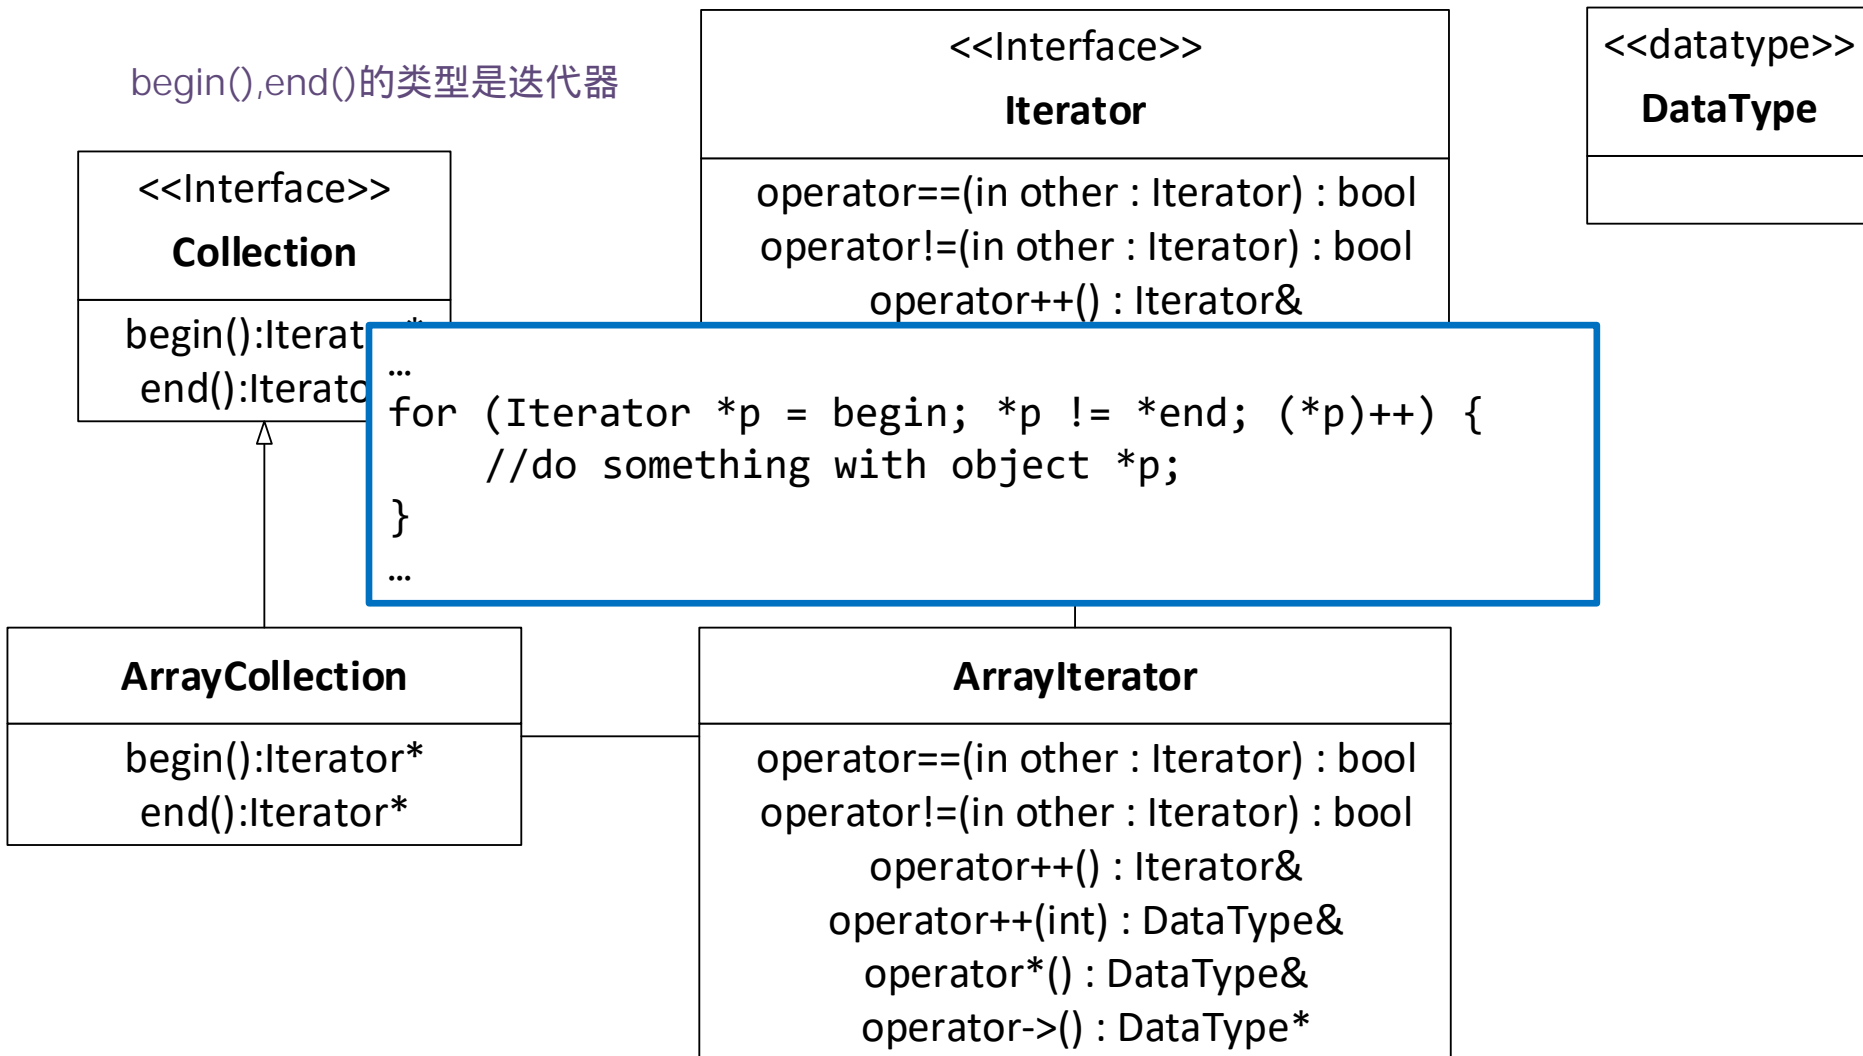 begin(),end()的类型是迭代器
<<Interface>>
Collection
begin():Iterat
end():Iterato
<<Interface>>
Iterator
operator==(in other : Iterator) : bool
operator!=(in other : Iterator) : bool
operator++() : Iterator&
<<datatype>>
DataType
…
for (Iterator *p = begin; *p != *end; (*p)++) {
    //do something with object *p;
}
…
ArrayCollection
begin():Iterator*
end():Iterator*
ArrayIterator
operator==(in other : Iterator) : bool
operator!=(in other : Iterator) : bool
operator++() : Iterator&
operator++(int) : DataType&
operator*() : DataType&
operator->() : DataType*